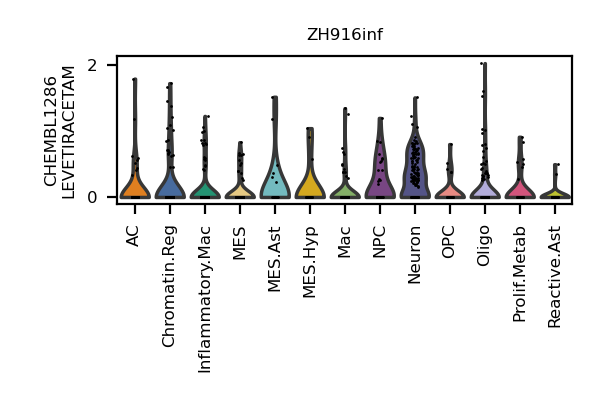 ZH916inf
CHEMBL1286
LEVETIRACETAM
2
0
AC
Chromatin.Reg
Inflammatory.Mac
MES
MES.Ast
MES.Hyp
Mac
NPC
Neuron
OPC
Oligo
Prolif.Metab
Reactive.Ast